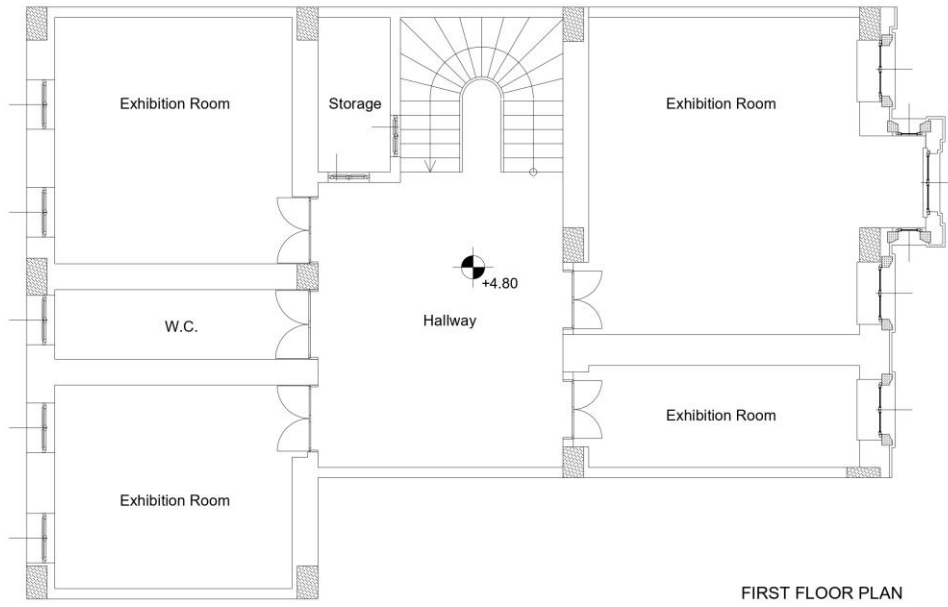 Exhibition Room
Storage
Exhibition Room
+4.80
W.C.
Hallway
Exhibition Room
Exhibition Room
FIRST FLOOR PLAN